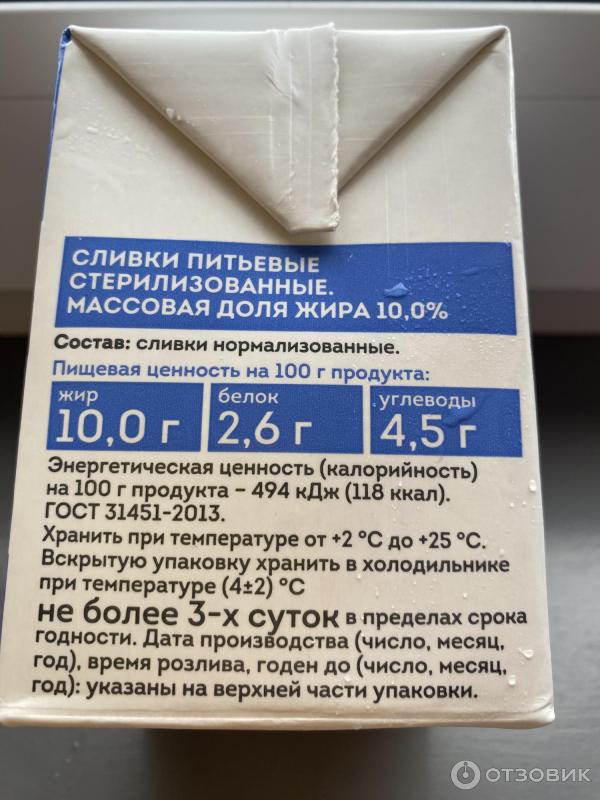 СЛИВКИ ПИТЬЕВЫЕ
СТЕРИЛИЗОВАННЫЕ.
МАССОВАЯ ДОЛЯ ЖИРА 10,0%
Состав: сливки нормализованные.
Пищевая ценность на 100 г продукта:
жир белок углеводы
10,0 г 2,6 г 4,5 г
Энергетическая ценность (калорийность)
на 100 г продукта – 494 кДж (118 ккал).
ГОСТ 31451-2013.
Хранить при температуре от +2 °С до +25 °С.
Вскрытую упаковку хранить в холодильнике
при температуре (4±2) °С
не более 3-х суток в пределах срока
годности. Дата производства (число, месяц,
год), время розлива, годен до (число, месяц,
год): указаны на верхней части упаковки.
ОТЗОВИК